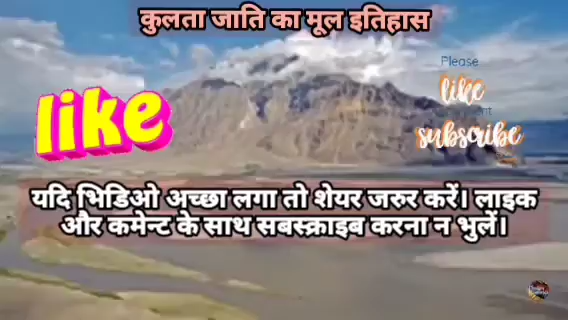 कुलता जाति का मूल इतिहास
Please
like
like
subscribe
यदि भिडिओ अच्छा लगा तो शेयर जरुर करें। लाइक
और कमेन्ट के साथ सबस्क्राइब करना न भुलें।